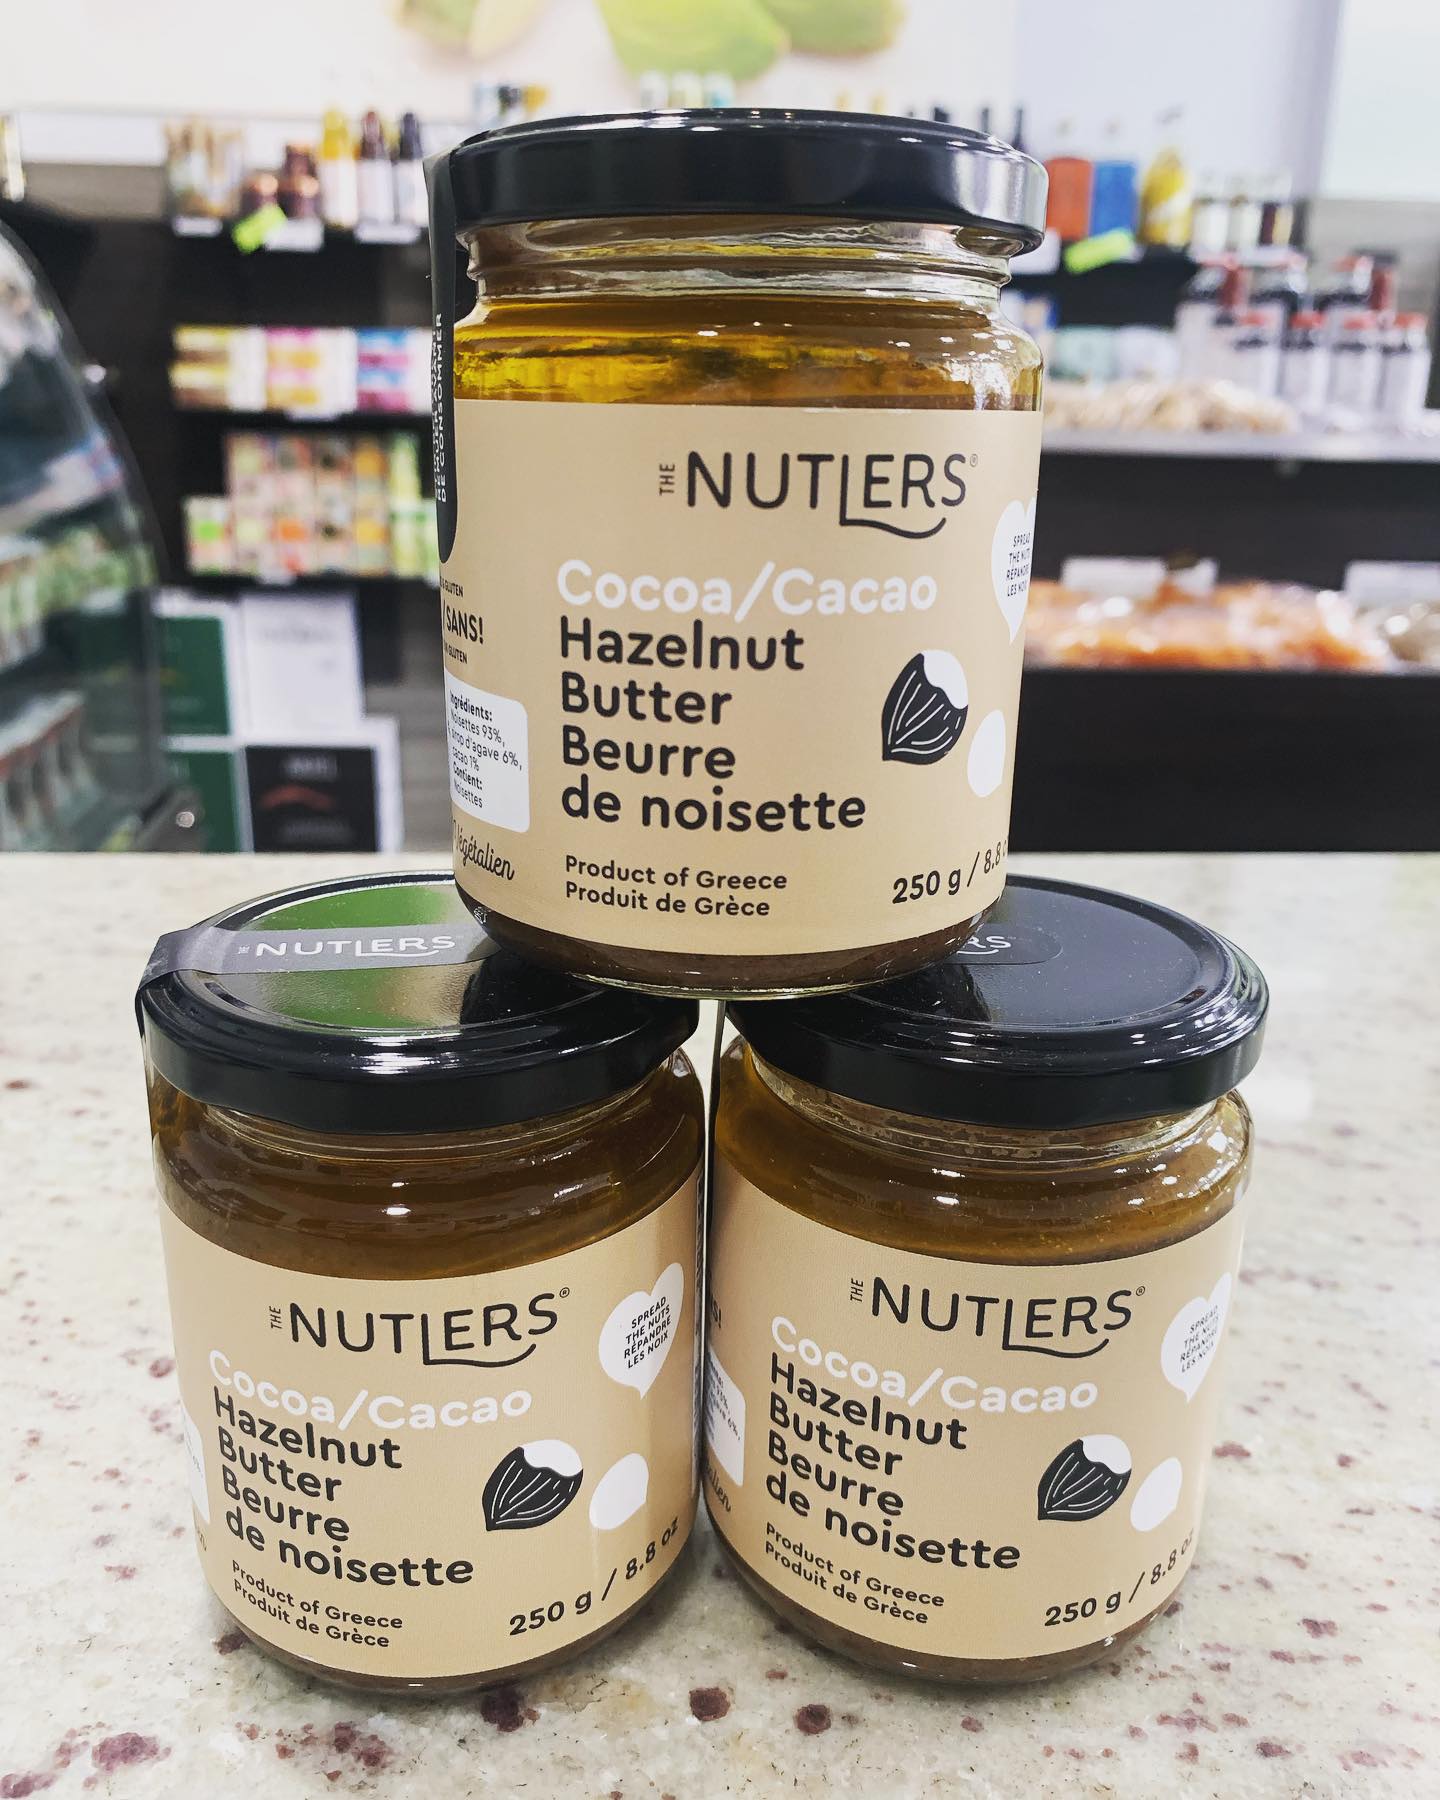 DE CONSOMMER
THE NUTLERS®
SPREAD
THE NUTS
RÉPANDRE
LES NOIX
Cocoa/Cacao
Hazelnut
Butter
Beurre
de noisette
GLUTEN
SANS!
GLUTEN
Ingrédients:
Noisettes 93%,
d'agave 6%,
cacao 1%
Contient:
Noisettes
Végétalien
Product of Greece
Produit de Grèce
250 g / 8.8
THE NUTLERS
THE NUTLERS®
SPREAD
THE NUTS
RÉPANDRE
LES NOIX
Cocoa/Cacao
Hazelnut
Butter
Beurre
de noisette
Product of Greece
Produit de Grèce
250 g / 8.8 oz
THE NUTLERS®
SPREAD
THE NUTS
RÉPANDRE
LES NOIX
Cocoa/Cacao
Hazelnut
Butter
Beurre
de noisette
Product of Greece
Produit de Grèce
250 g / 8.8 oz